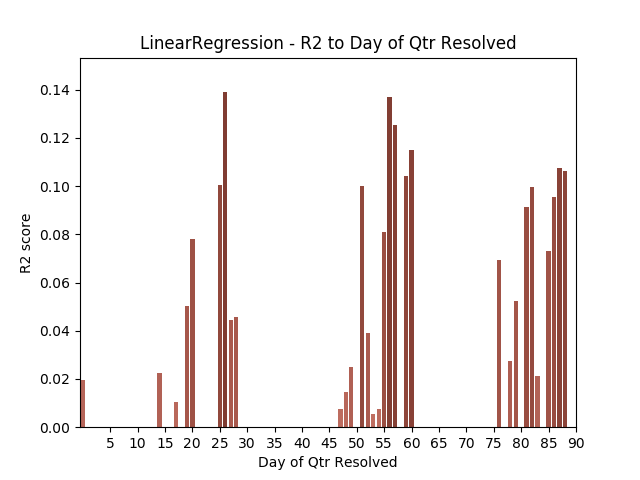 LinearRegression - R2 to Day of Qtr Resolved
0.14
0.12
0.10
0.08
0.06
0.04
0.02
0.00
R2 score
5 10 15 20 25 30 35 40 45 50 55 60 65 70 75 80 85 90
Day of Qtr Resolved